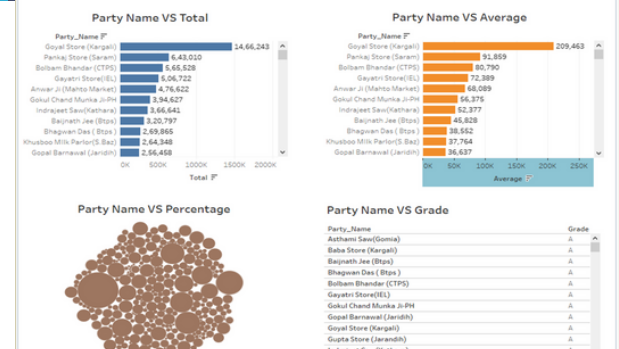 Party Name VS Total
Party_Name
Goyal Store (Kargali) 14,66,243
Pankaj Store (Saram) 6,43,010
Bolbam Bhandar (CTPS) 5,65,528
Gayatri Store(IEL) 5,06,722
Anwar Ji (Mahto Market) 4,76,622
Gokul Chand Munka Ji-PH 3,94,627
Indrajeet Saw(Kathara) 3,66,641
Baijnath Jee (Btps) 3,20,797
Bhagwan Das ( Btps ) 2,69,865
Khusboo Milk Parlor(S.Baz) 2,64,348
Gopal Barnawal (Jaridih) 2,56,458
0K 500K 1000K 1500K 2000K
Total
Party Name VS Average
Party_Name
Goyal Store (Kargali) 209,463
Pankaj Store (Saram) 91,859
Bolbam Bhandar (CTPS) 80,790
Gayatri Store(IEL) 72,389
Anwar Ji (Mahto Market) 68,089
Gokul Chand Munka Ji-PH 56,375
Indrajeet Saw(Kathara) 52,377
Baijnath Jee (Btps) 45,828
Bhagwan Das ( Btps ) 38,552
Khusboo Milk Parlor(S.Baz) 37,764
Gopal Barnawal (Jaridih) 36,637
0K 50K 100K 150K 200K 250K
Average
Party Name VS Percentage
Party Name VS Grade
Party_Name Grade
Asthami Saw(Gomia) A
Baba Store (Kargali) A
Baijnath Jee (Btps) A
Bhagwan Das ( Btps ) A
Bolbam Bhandar (CTPS) A
Gayatri Store(IEL) A
Gokul Chand Munka Ji-PH A
Gopal Barnawal (Jaridih) A
Goyal Store (Kargali) A
Gupta Store (Jarandih) A